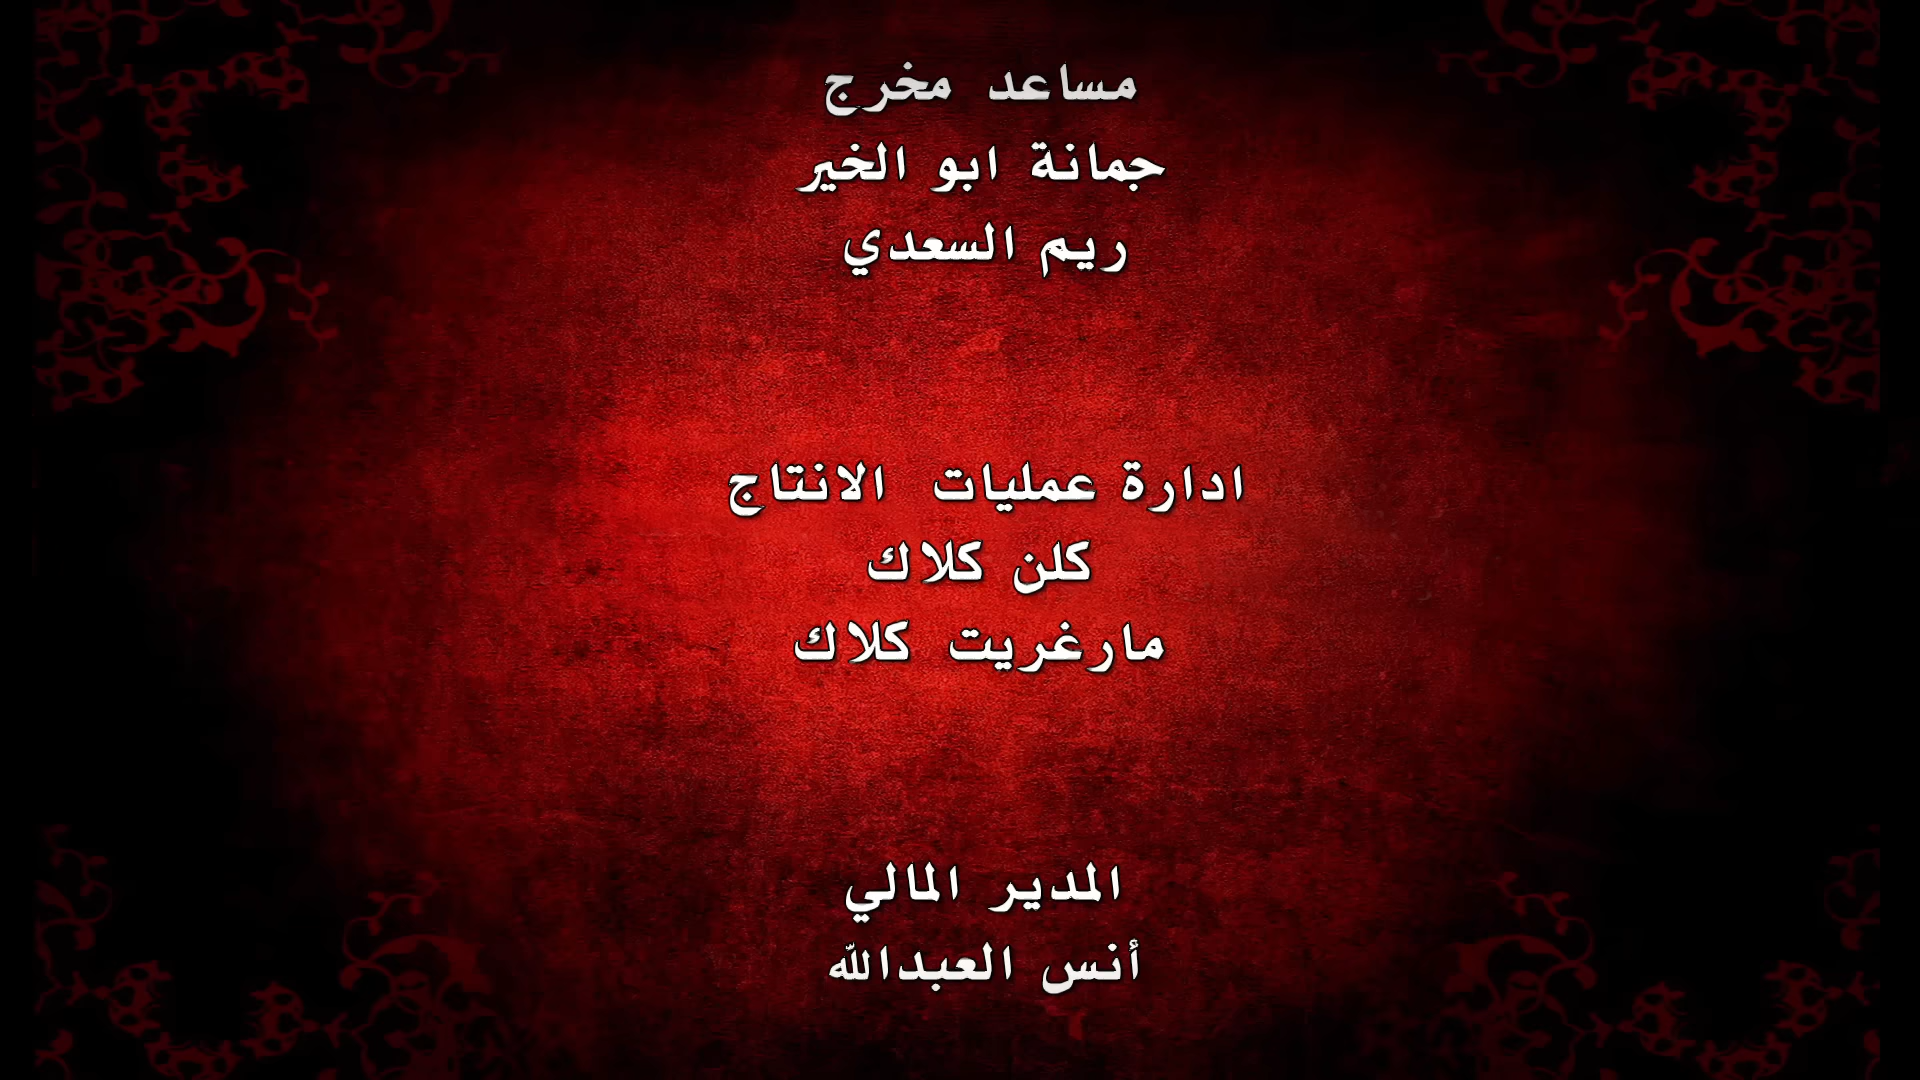 مساعد مخرج
جمانة ابو الخير
ريم السعدي
ادارة عمليات الانتاج
كلن كلاك
مارغريت كلاك
المدير المالي
أنس العبدالله